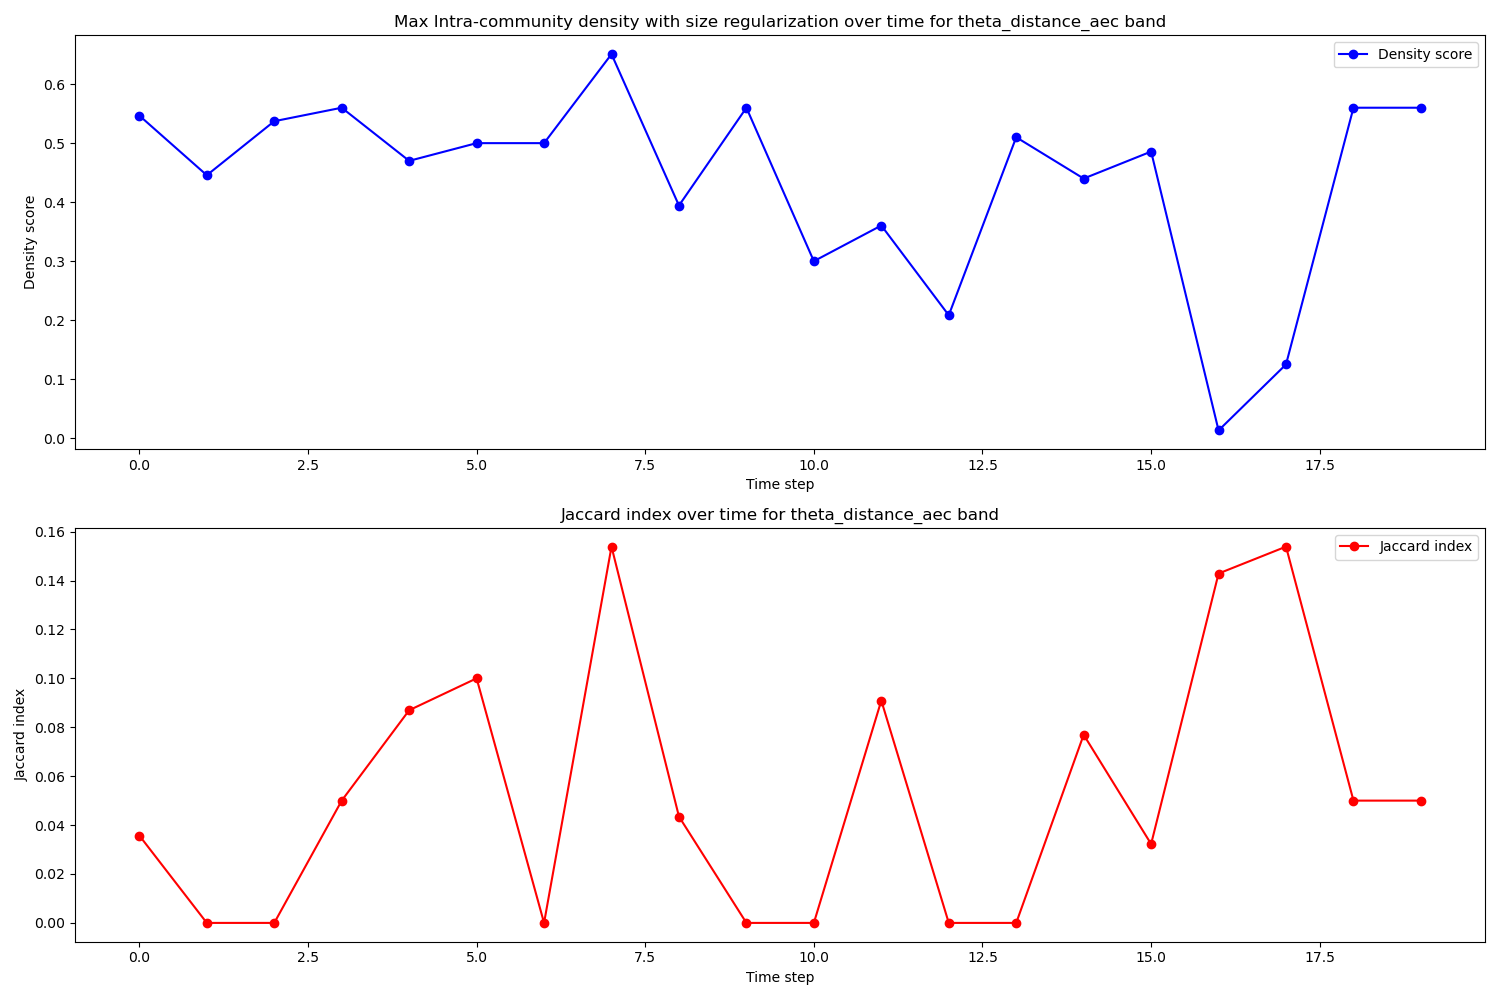 Max Intra-community density with size regularization over time for theta_distance_aec band
Density score
Density score
0.6
0.5
0.4
0.3
0.2
0.1
0.0
0.0 2.5 5.0 7.5 10.0 12.5 15.0 17.5
Time step
Jaccard index over time for theta_distance_aec band
Jaccard index
Jaccard index
0.16
0.14
0.12
0.10
0.08
0.06
0.04
0.02
0.00
0.0 2.5 5.0 7.5 10.0 12.5 15.0 17.5
Time step